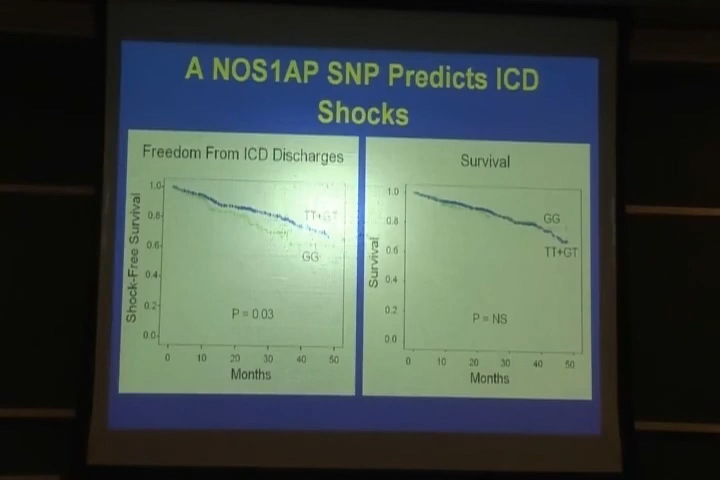 A NOS1AP SNP Predicts ICD
Shocks
Freedom From ICD Discharges
Shock-Free Survival
1.0
0.8
0.6
0.4
0.2
0.0
TT+GT
GG
P = 0.03
0 10 20 30 40 50
Months
Survival
Survival
1.0
0.8
0.6
0.4
0.2
0.0
GG
TT+GT
P = NS
0 10 20 30 40 50
Months